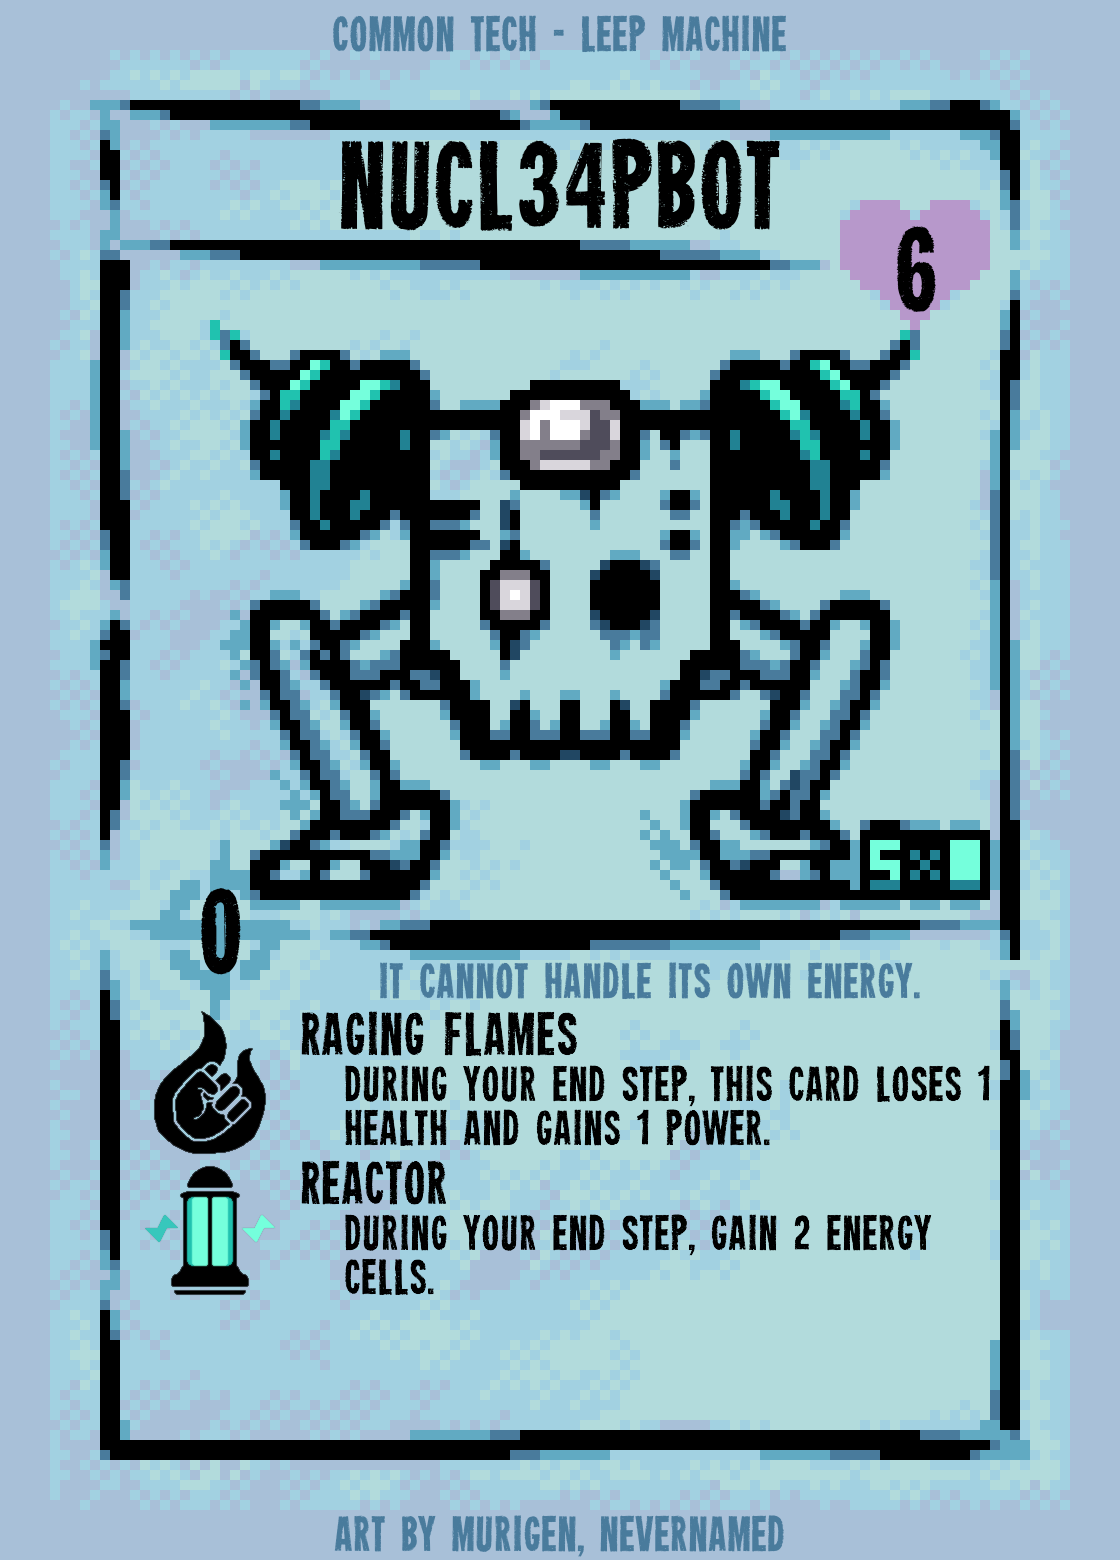 COMMON TECH - LEEP MACHINE
NUCL34PBOT
6
5x
0
IT CANNOT HANDLE ITS OWN ENERGY.
RAGING FLAMES
DURING YOUR END STEP, THIS CARD LOSES 1
HEALTH AND GAINS 1 POWER.
REACTOR
DURING YOUR END STEP, GAIN 2 ENERGY
CELLS.
ART BY MURIGEN, NEVERNAMED